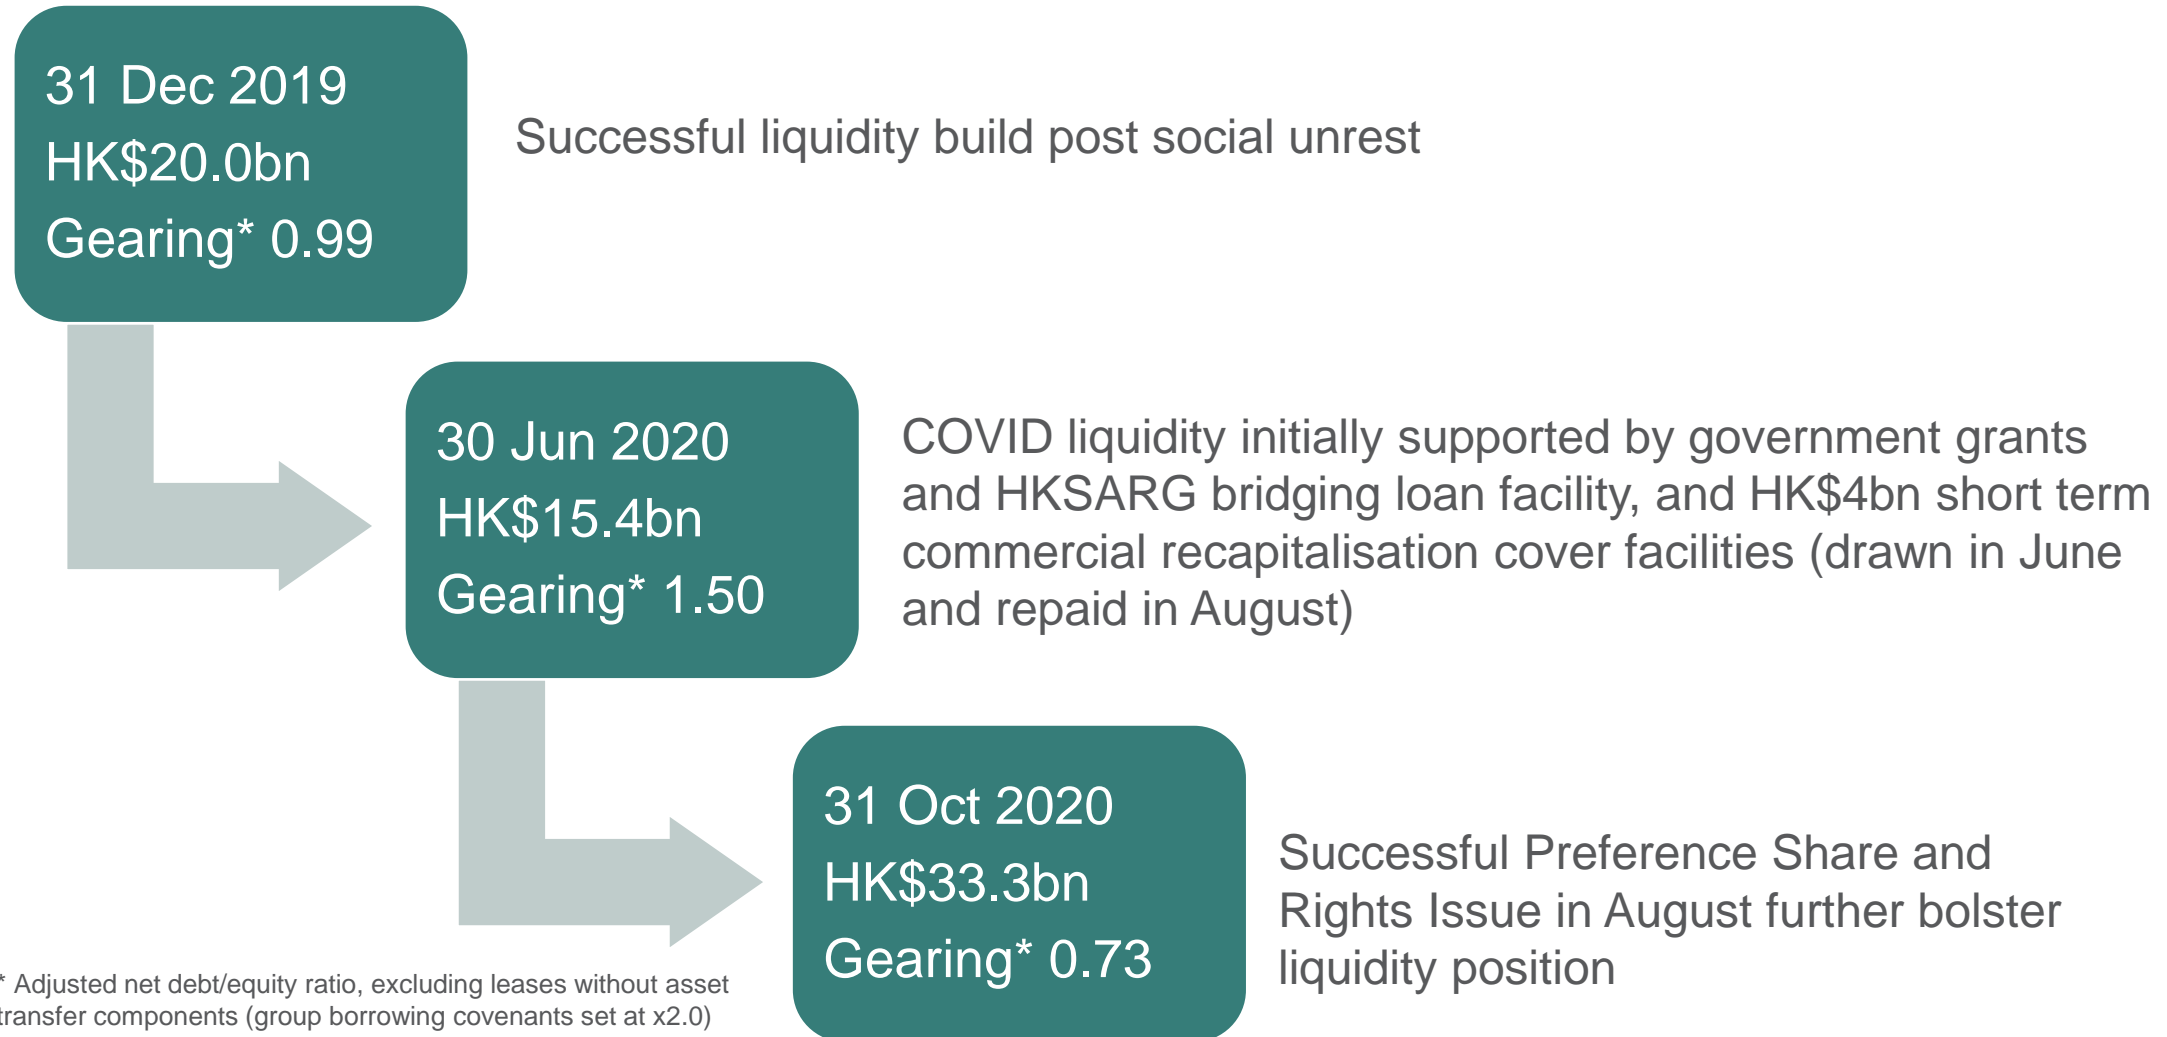 31 Dec 2019
HK$20.0bn
Gearing* 0.99
Successful liquidity build post social unrest
30 Jun 2020
HK$15.4bn
Gearing* 1.50
COVID liquidity initially supported by government grants
and HKSARG bridging loan facility, and HK$4bn short term
commercial recapitalisation cover facilities (drawn in June
and repaid in August)
31 Oct 2020
HK$33.3bn
Gearing* 0.73
Successful Preference Share and
Rights Issue in August further bolster
liquidity position
* Adjusted net debt/equity ratio, excluding leases without asset
transfer components (group borrowing covenants set at x2.0)